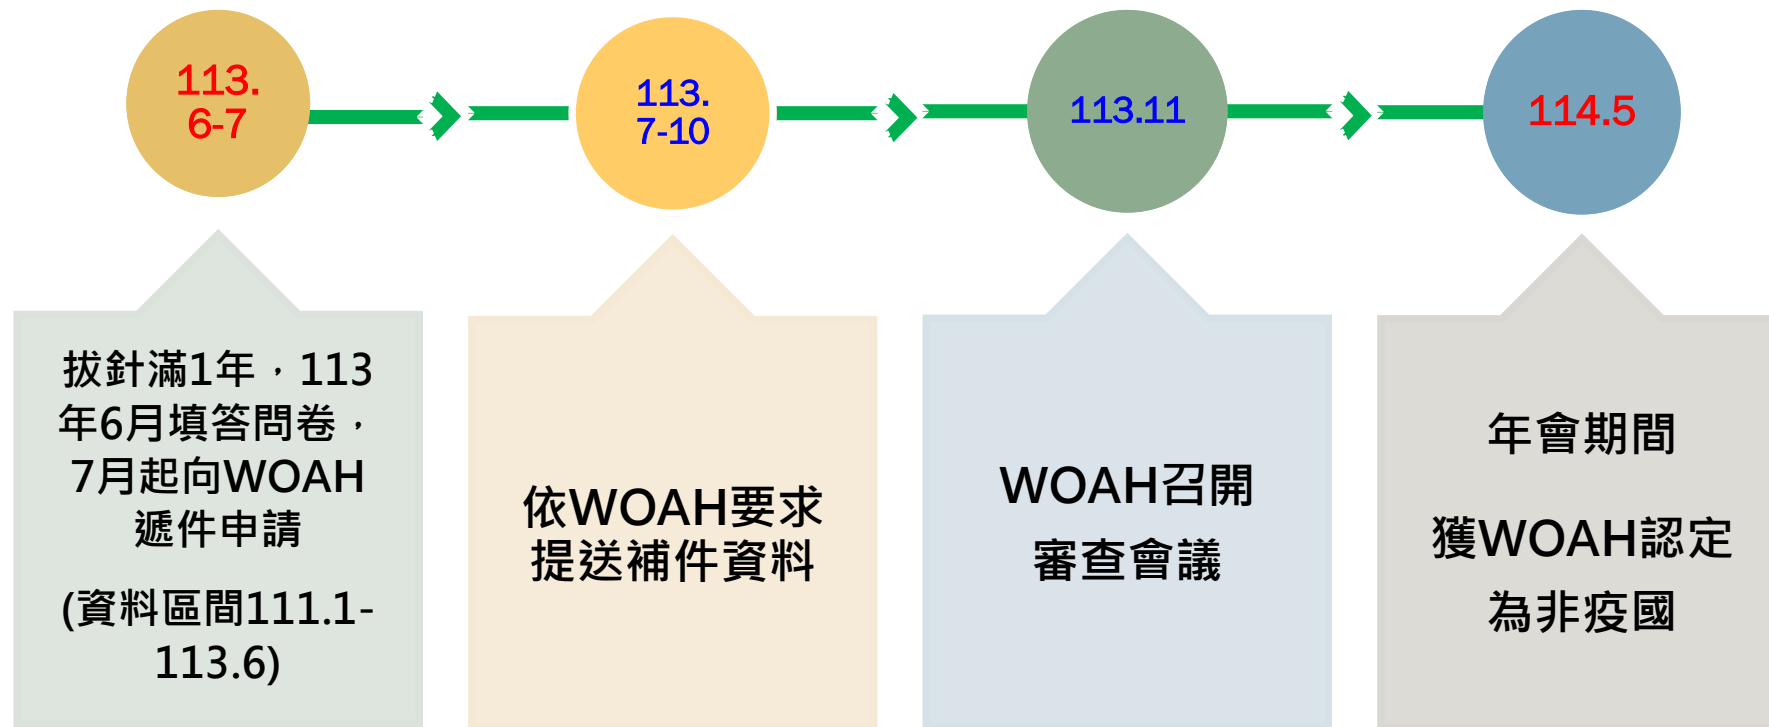 113.
6-7
113.
7-10
113.11
114.5
拔針滿1年，113
年6月填答問卷，
7月起向WOAH
遞件申請
(資料區間111.1-
113.6)
依WOAH要求
提送補件資料
WOAH召開
審查會議
年會期間
獲WOAH認定
為非疫國